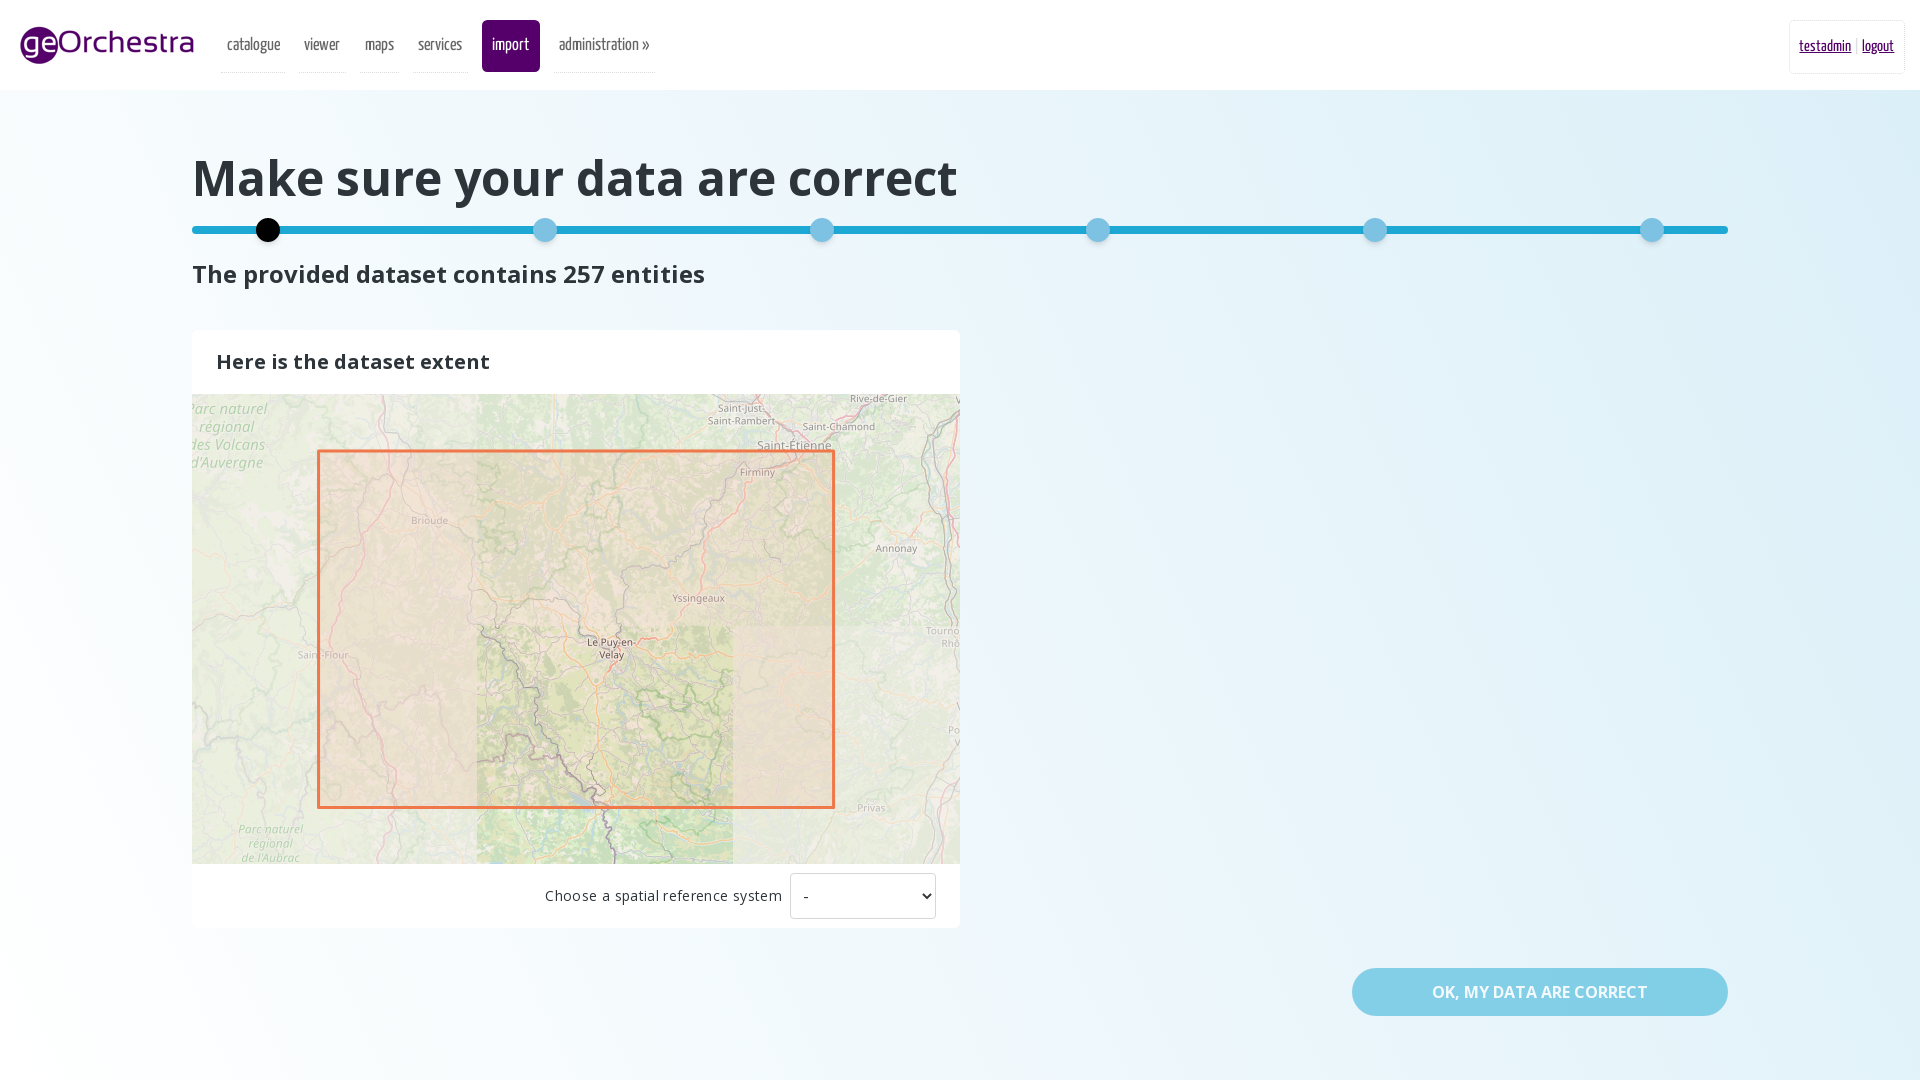 geOrchestra
catalogue
viewer
maps
services
import
administration »
testadmin
logout
Make sure your data are correct
The provided dataset contains 257 entities
Here is the dataset extent
Parc naturel
régional
des Volcans
d'Auvergne
Saint-Just-
Saint-Rambert
Rive-de-Gier
Saint-Chamond
Saint-Étienne
Firminy
Brioude
Annonay
Yssingeaux
Le Puy-en-
Velay
Saint-Flour
Privas
Parc naturel
régional
de l'Aubrac
Choose a spatial reference system
-
OK, MY DATA ARE CORRECT